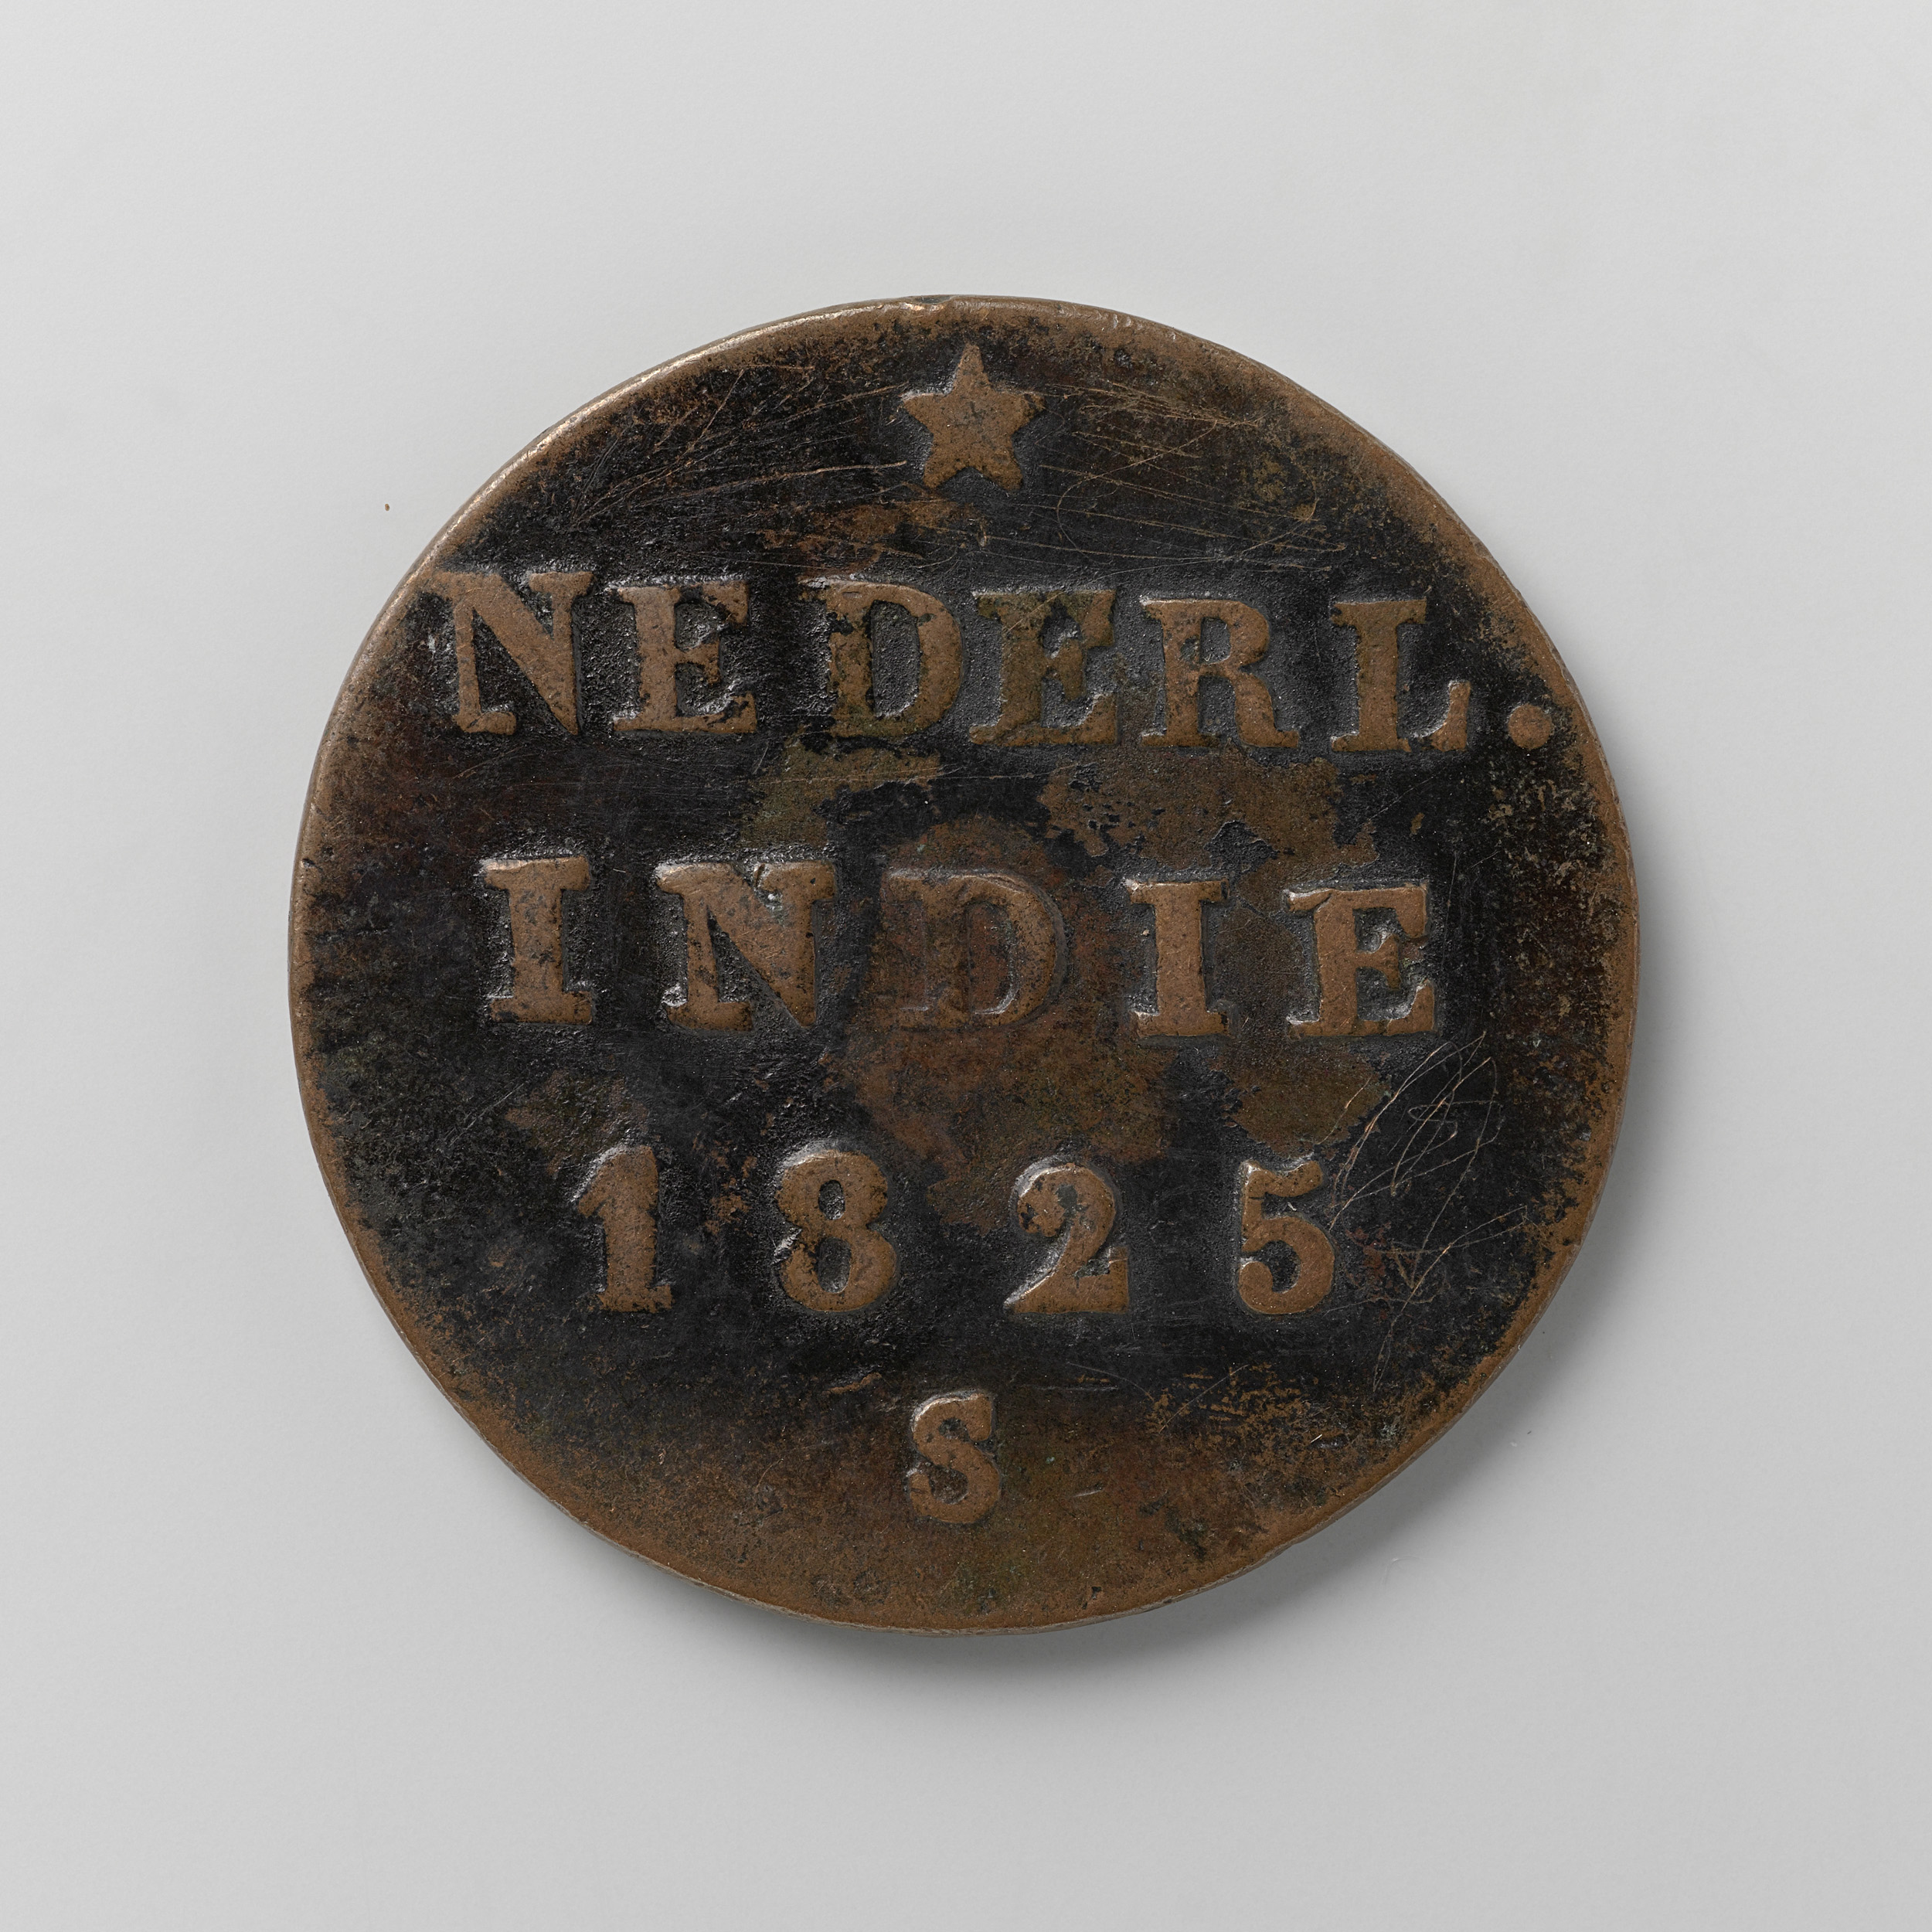 NEDERL.
INDIE
1825
S